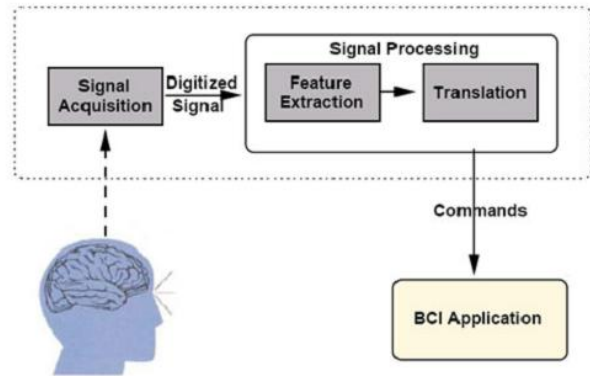 Signal Processing
Signal
Acquisition
Digitized
Signal
Feature
Extraction
Translation
Commands
BCI Application